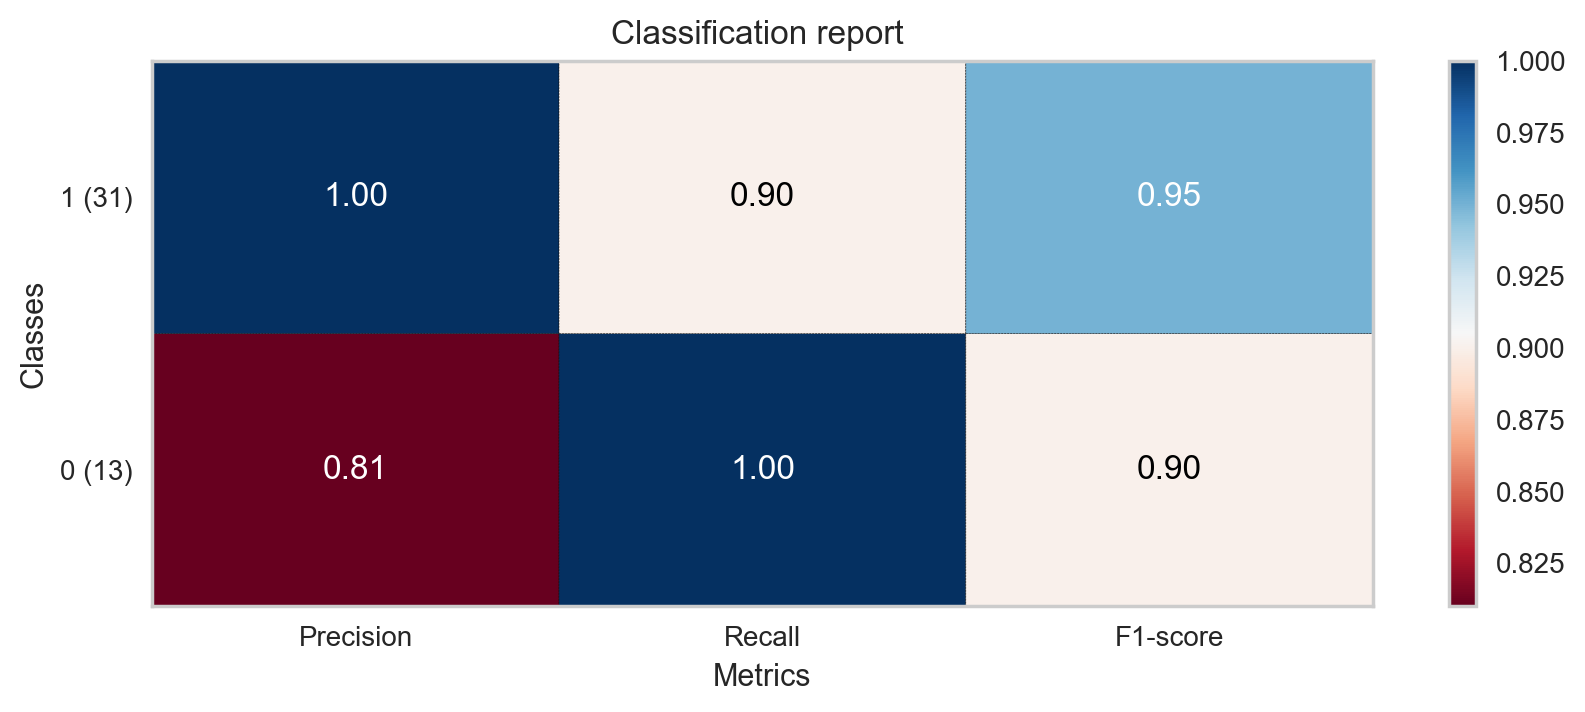 Classification report
1.000
0.975
0.950
0.925
0.900
0.875
0.850
0.825
Classes
1 (31)
1.00
0.90
0.95
0 (13)
0.81
1.00
0.90
Precision
Recall
F1-score
Metrics